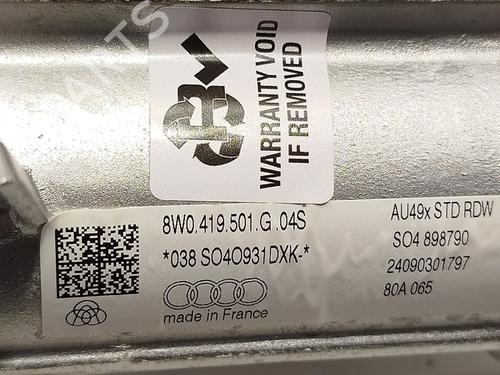 WARRANTY VOID
IF REMOVED
8W0.419.501.G .04S
*038 SO4O931DXK-*
made in France
AU49x STD RDW
SO4 898790
24090301797
80A 065